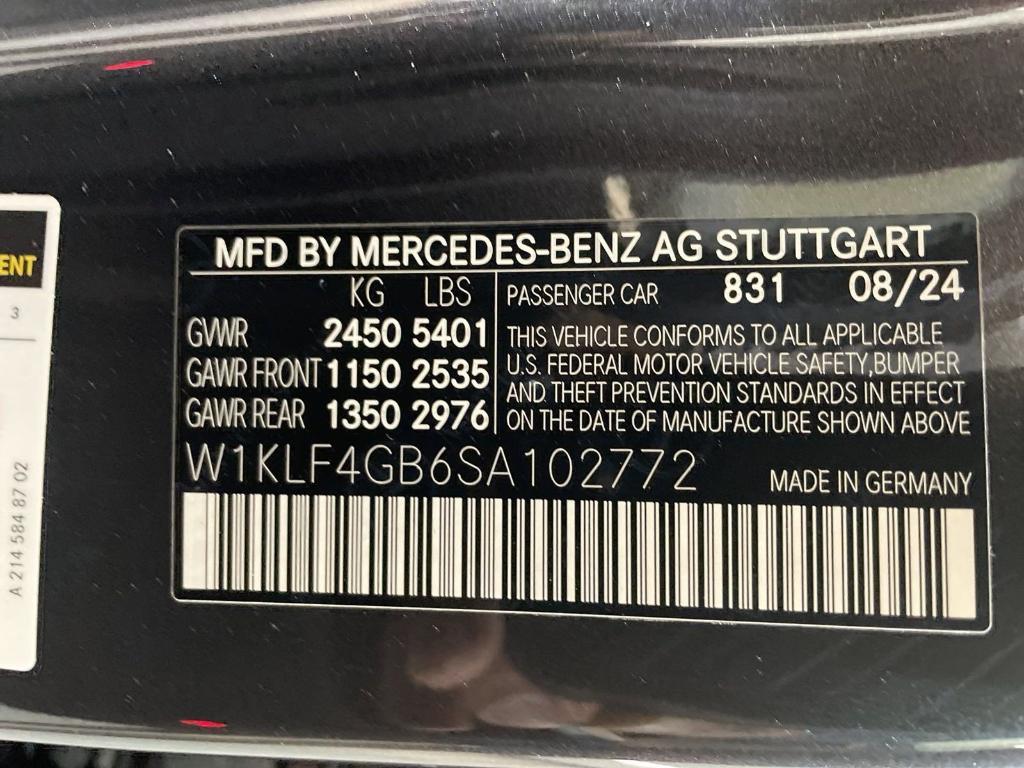 MFD BY MERCEDES-BENZ AG STUTTGART
KG LBS
GVWR 2450 5401
GAWR FRONT 1150 2535
GAWR REAR 1350 2976
PASSENGER CAR 831 08/24
THIS VEHICLE CONFORMS TO ALL APPLICABLE
U.S. FEDERAL MOTOR VEHICLE SAFETY,BUMPER
AND THEFT PREVENTION STANDARDS IN EFFECT
ON THE DATE OF MANUFACTURE SHOWN ABOVE
W1KLF4GB6SA102772
MADE IN GERMANY
ENT
3
A 214 584 87 02